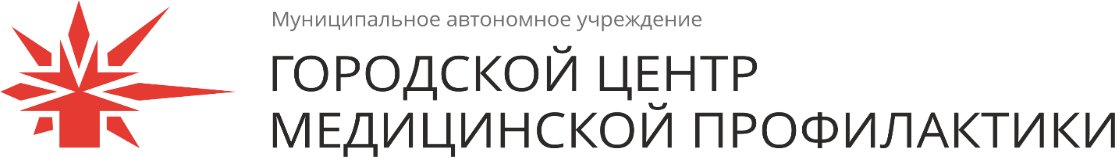 Муниципальное автономное учреждение
ГОРОДСКОЙ ЦЕНТР
МЕДИЦИНСКОЙ ПРОФИЛАКТИКИ